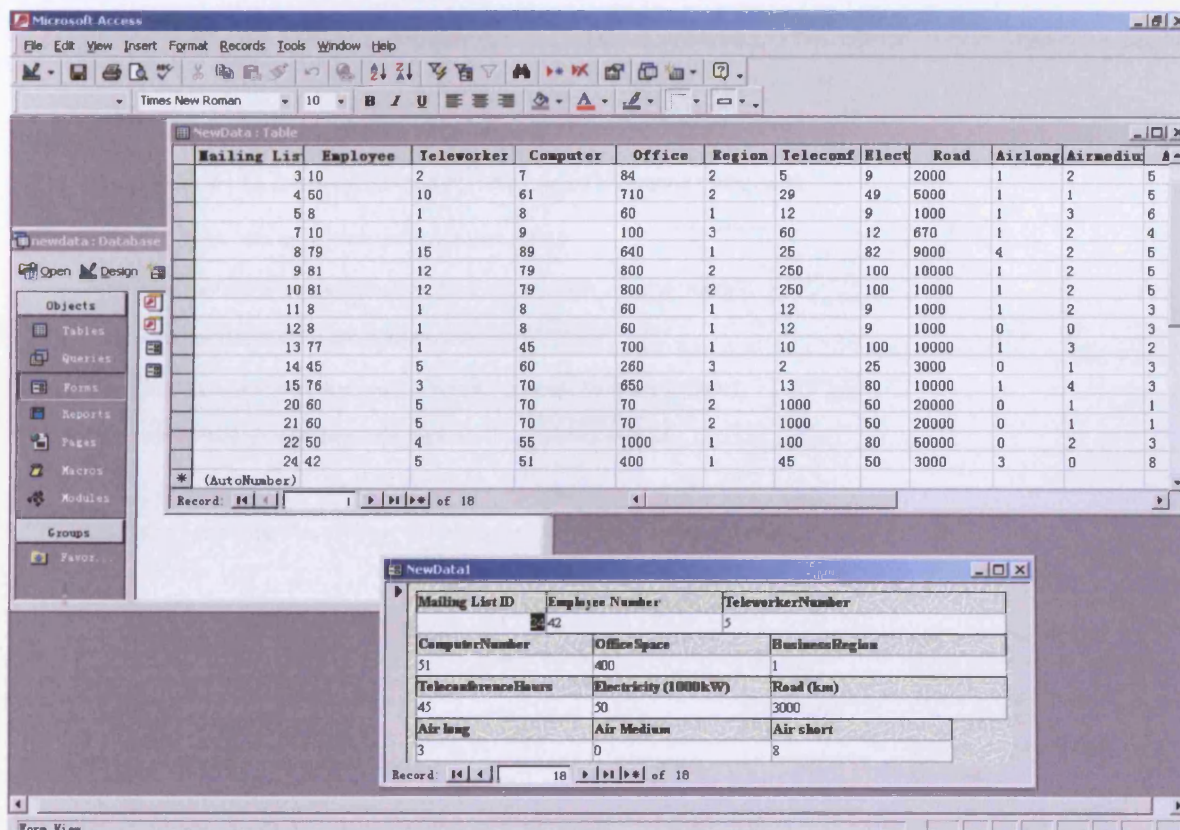 Microsoft Access
File Edit View Insert Format Records Tools Window Help
Times New Roman 10 B I U
NewData : Table
Mailing Lis Employee Teleworker Computer Office Region Teleconf Elect Road Airlong Airmediu A
3 10 2 7 84 2 5 9 2000 1 2 5
4 50 10 61 710 2 29 49 5000 1 1 5
5 8 1 8 60 1 12 9 1000 1 3 6
7 10 1 9 100 3 60 12 670 1 2 4
8 79 15 89 640 1 25 82 9000 4 2 5
9 81 12 79 800 2 250 100 10000 1 2 5
10 81 12 79 800 2 250 100 10000 1 2 5
11 8 1 8 60 1 12 9 1000 1 2 3
12 8 1 8 60 1 12 9 1000 0 0 3
13 77 1 45 700 1 10 100 10000 1 3 2
14 45 5 60 260 3 2 25 3000 0 1 3
15 76 3 70 650 1 13 80 10000 1 4 3
20 60 5 70 70 2 1000 50 20000 0 1 1
21 60 5 70 70 2 1000 50 20000 0 1 1
22 50 4 55 1000 1 100 80 50000 0 2 3
24 42 5 51 400 1 45 50 3000 3 0 8
(AutoNumber)
Record: 1 of 18
newdata : Database
Open Design
Objects
Tables
Queries
Forms
Reports
Pages
Macros
Modules
Groups
Favor...
NewData1
Mailing List ID Employee Number TeleworkerNumber
24 42 5
ComputerNumber OfficeSpace BusinessRegion
51 400 1
TeleconferenceHours Electricity (1000kW) Road (km)
45 50 3000
Air long Air Medium Air short
3 0 8
Record: 18 of 18
Form View